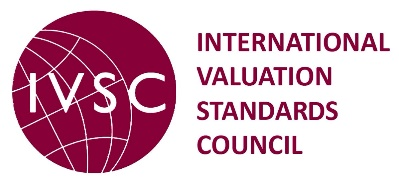 IVSC
INTERNATIONAL
VALUATION
STANDARDS
COUNCIL